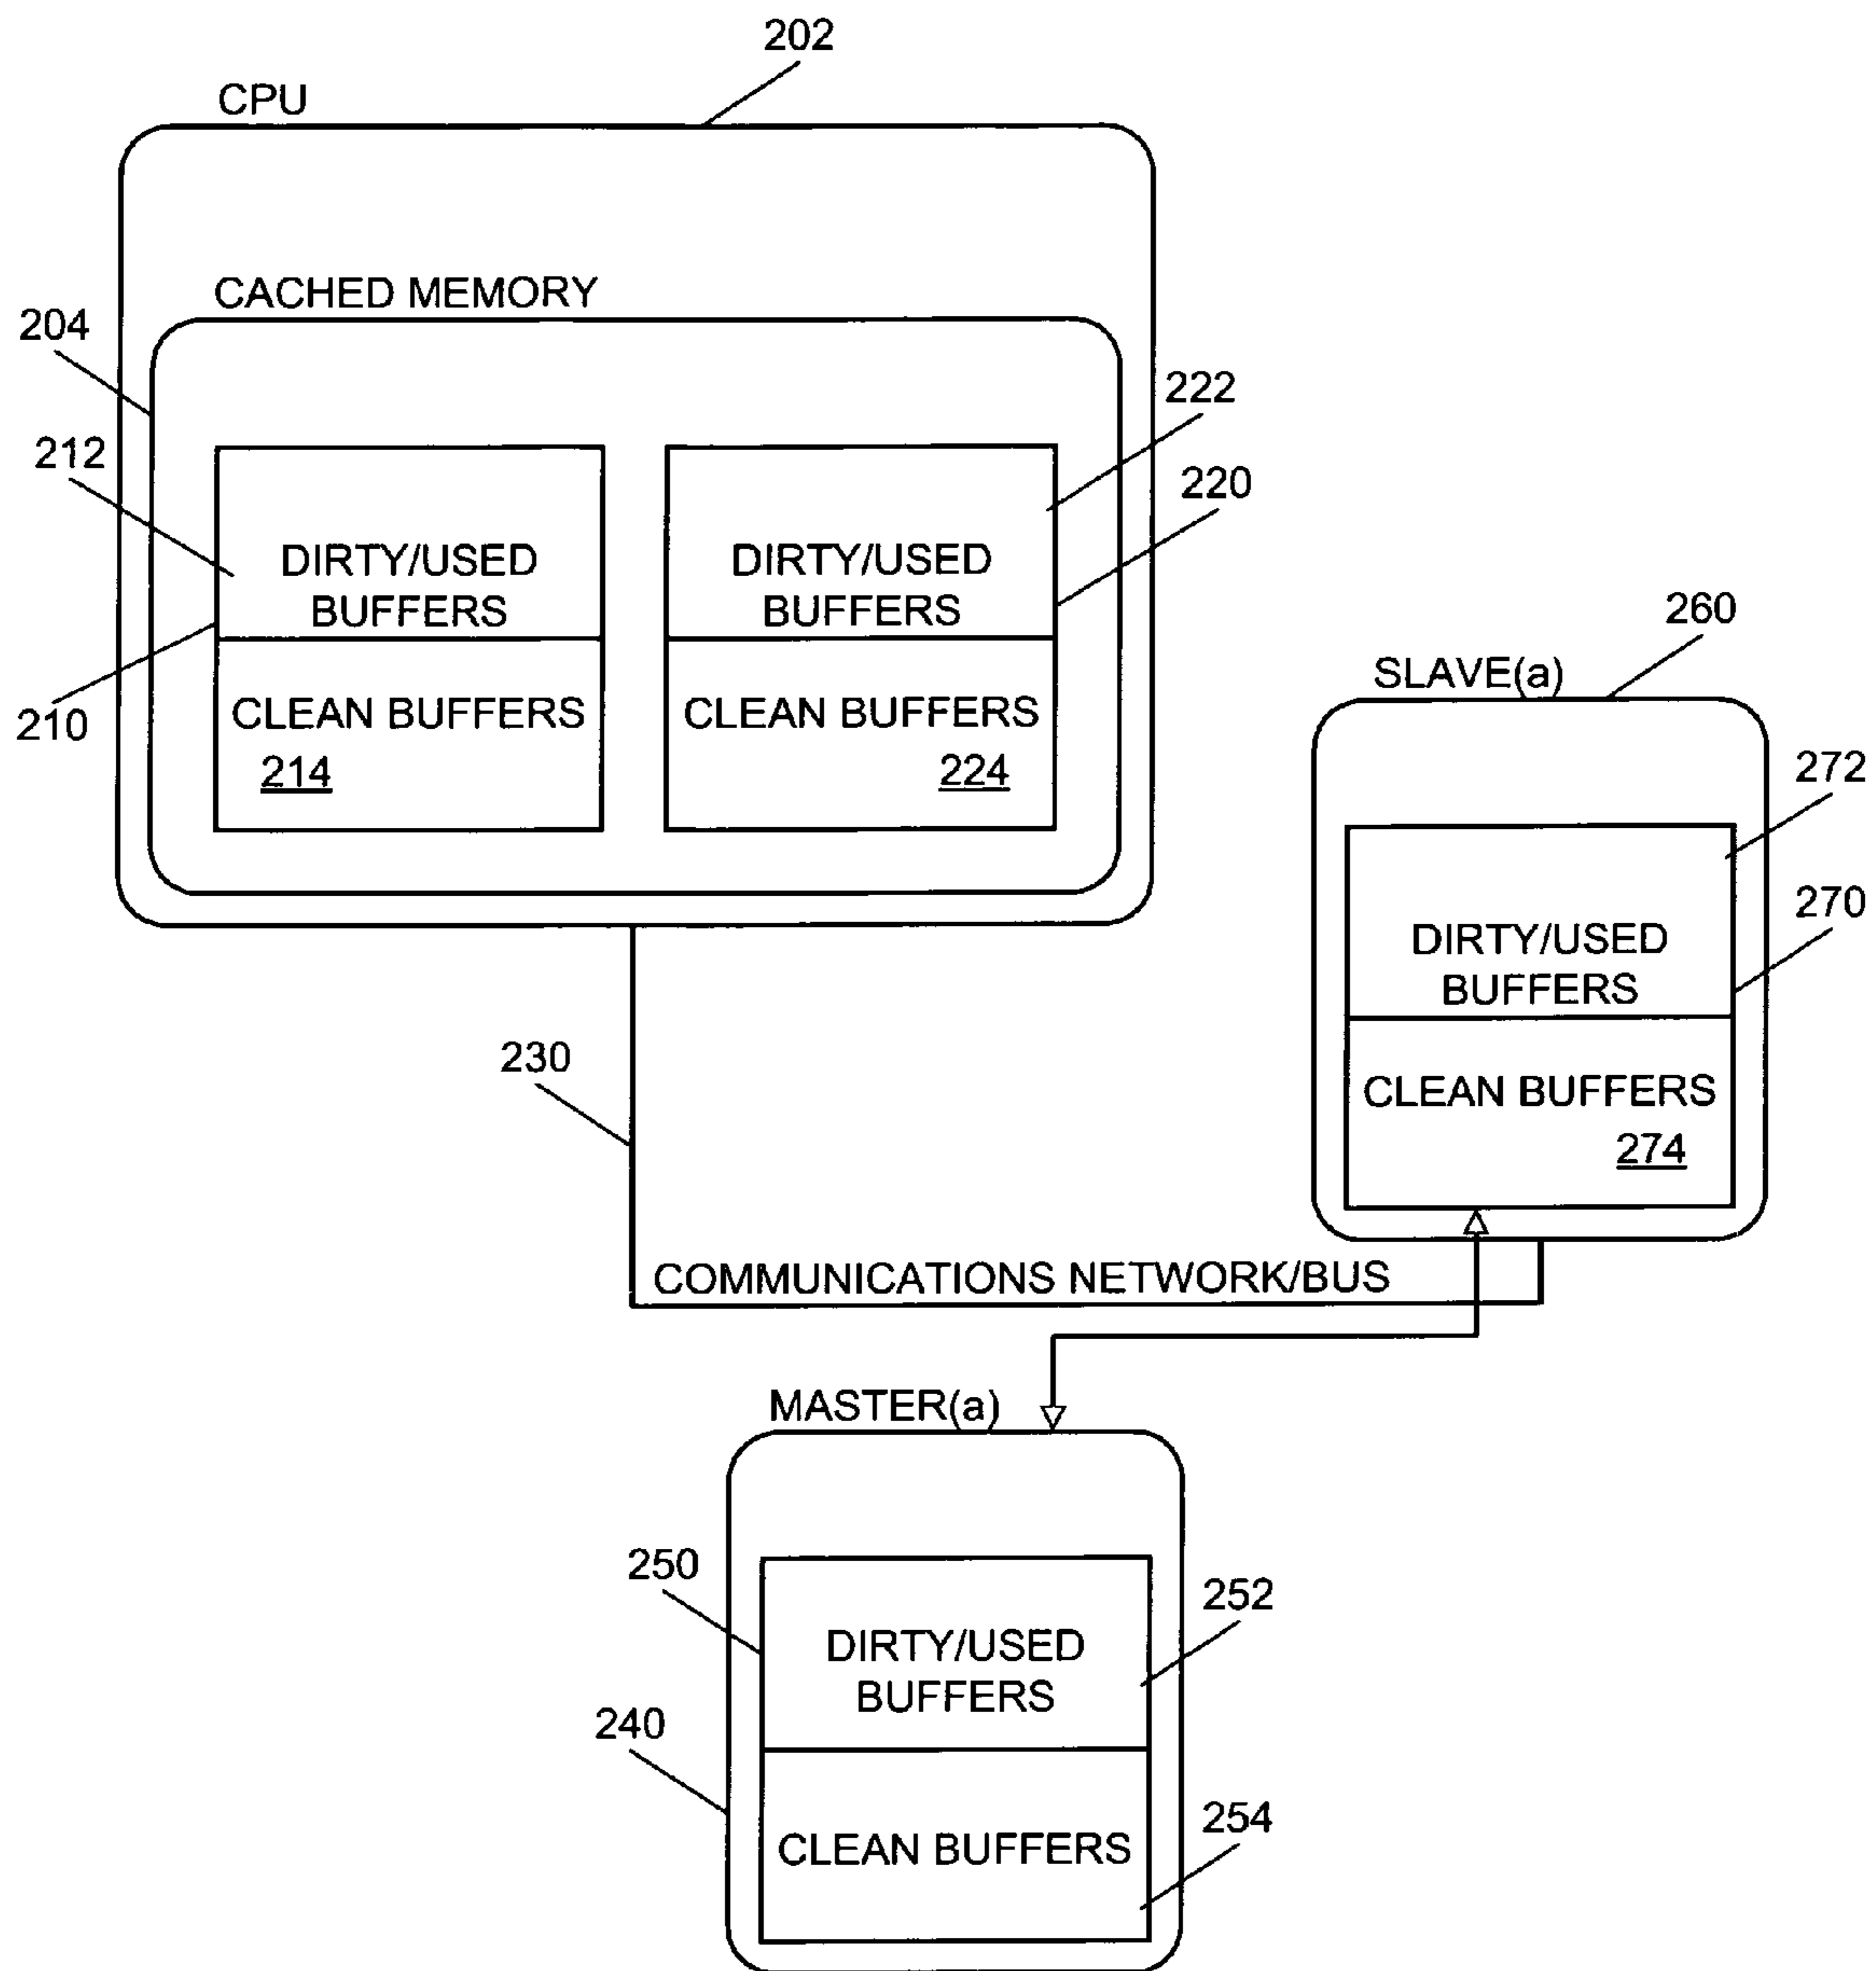 202
CPU
CACHED MEMORY
204
222
212
220
DIRTY/USED
BUFFERS
DIRTY/USED
BUFFERS
260
SLAVE(a)
210
CLEAN BUFFERS
214
CLEAN BUFFERS
224
272
270
DIRTY/USED
BUFFERS
230
CLEAN BUFFERS
274
COMMUNICATIONS NETWORK/BUS
MASTER(a)
250
252
DIRTY/USED
BUFFERS
240
254
CLEAN BUFFERS